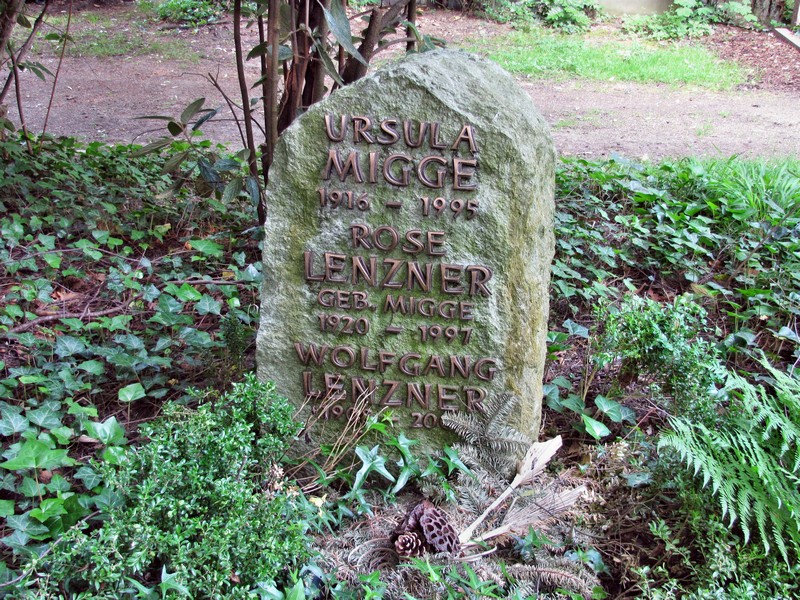 URSULA
MIGGE
1916 - 1995
ROSE
LENZNER
GEB. MIGGE
1920 - 1997
WOLFGANG
LENZNER